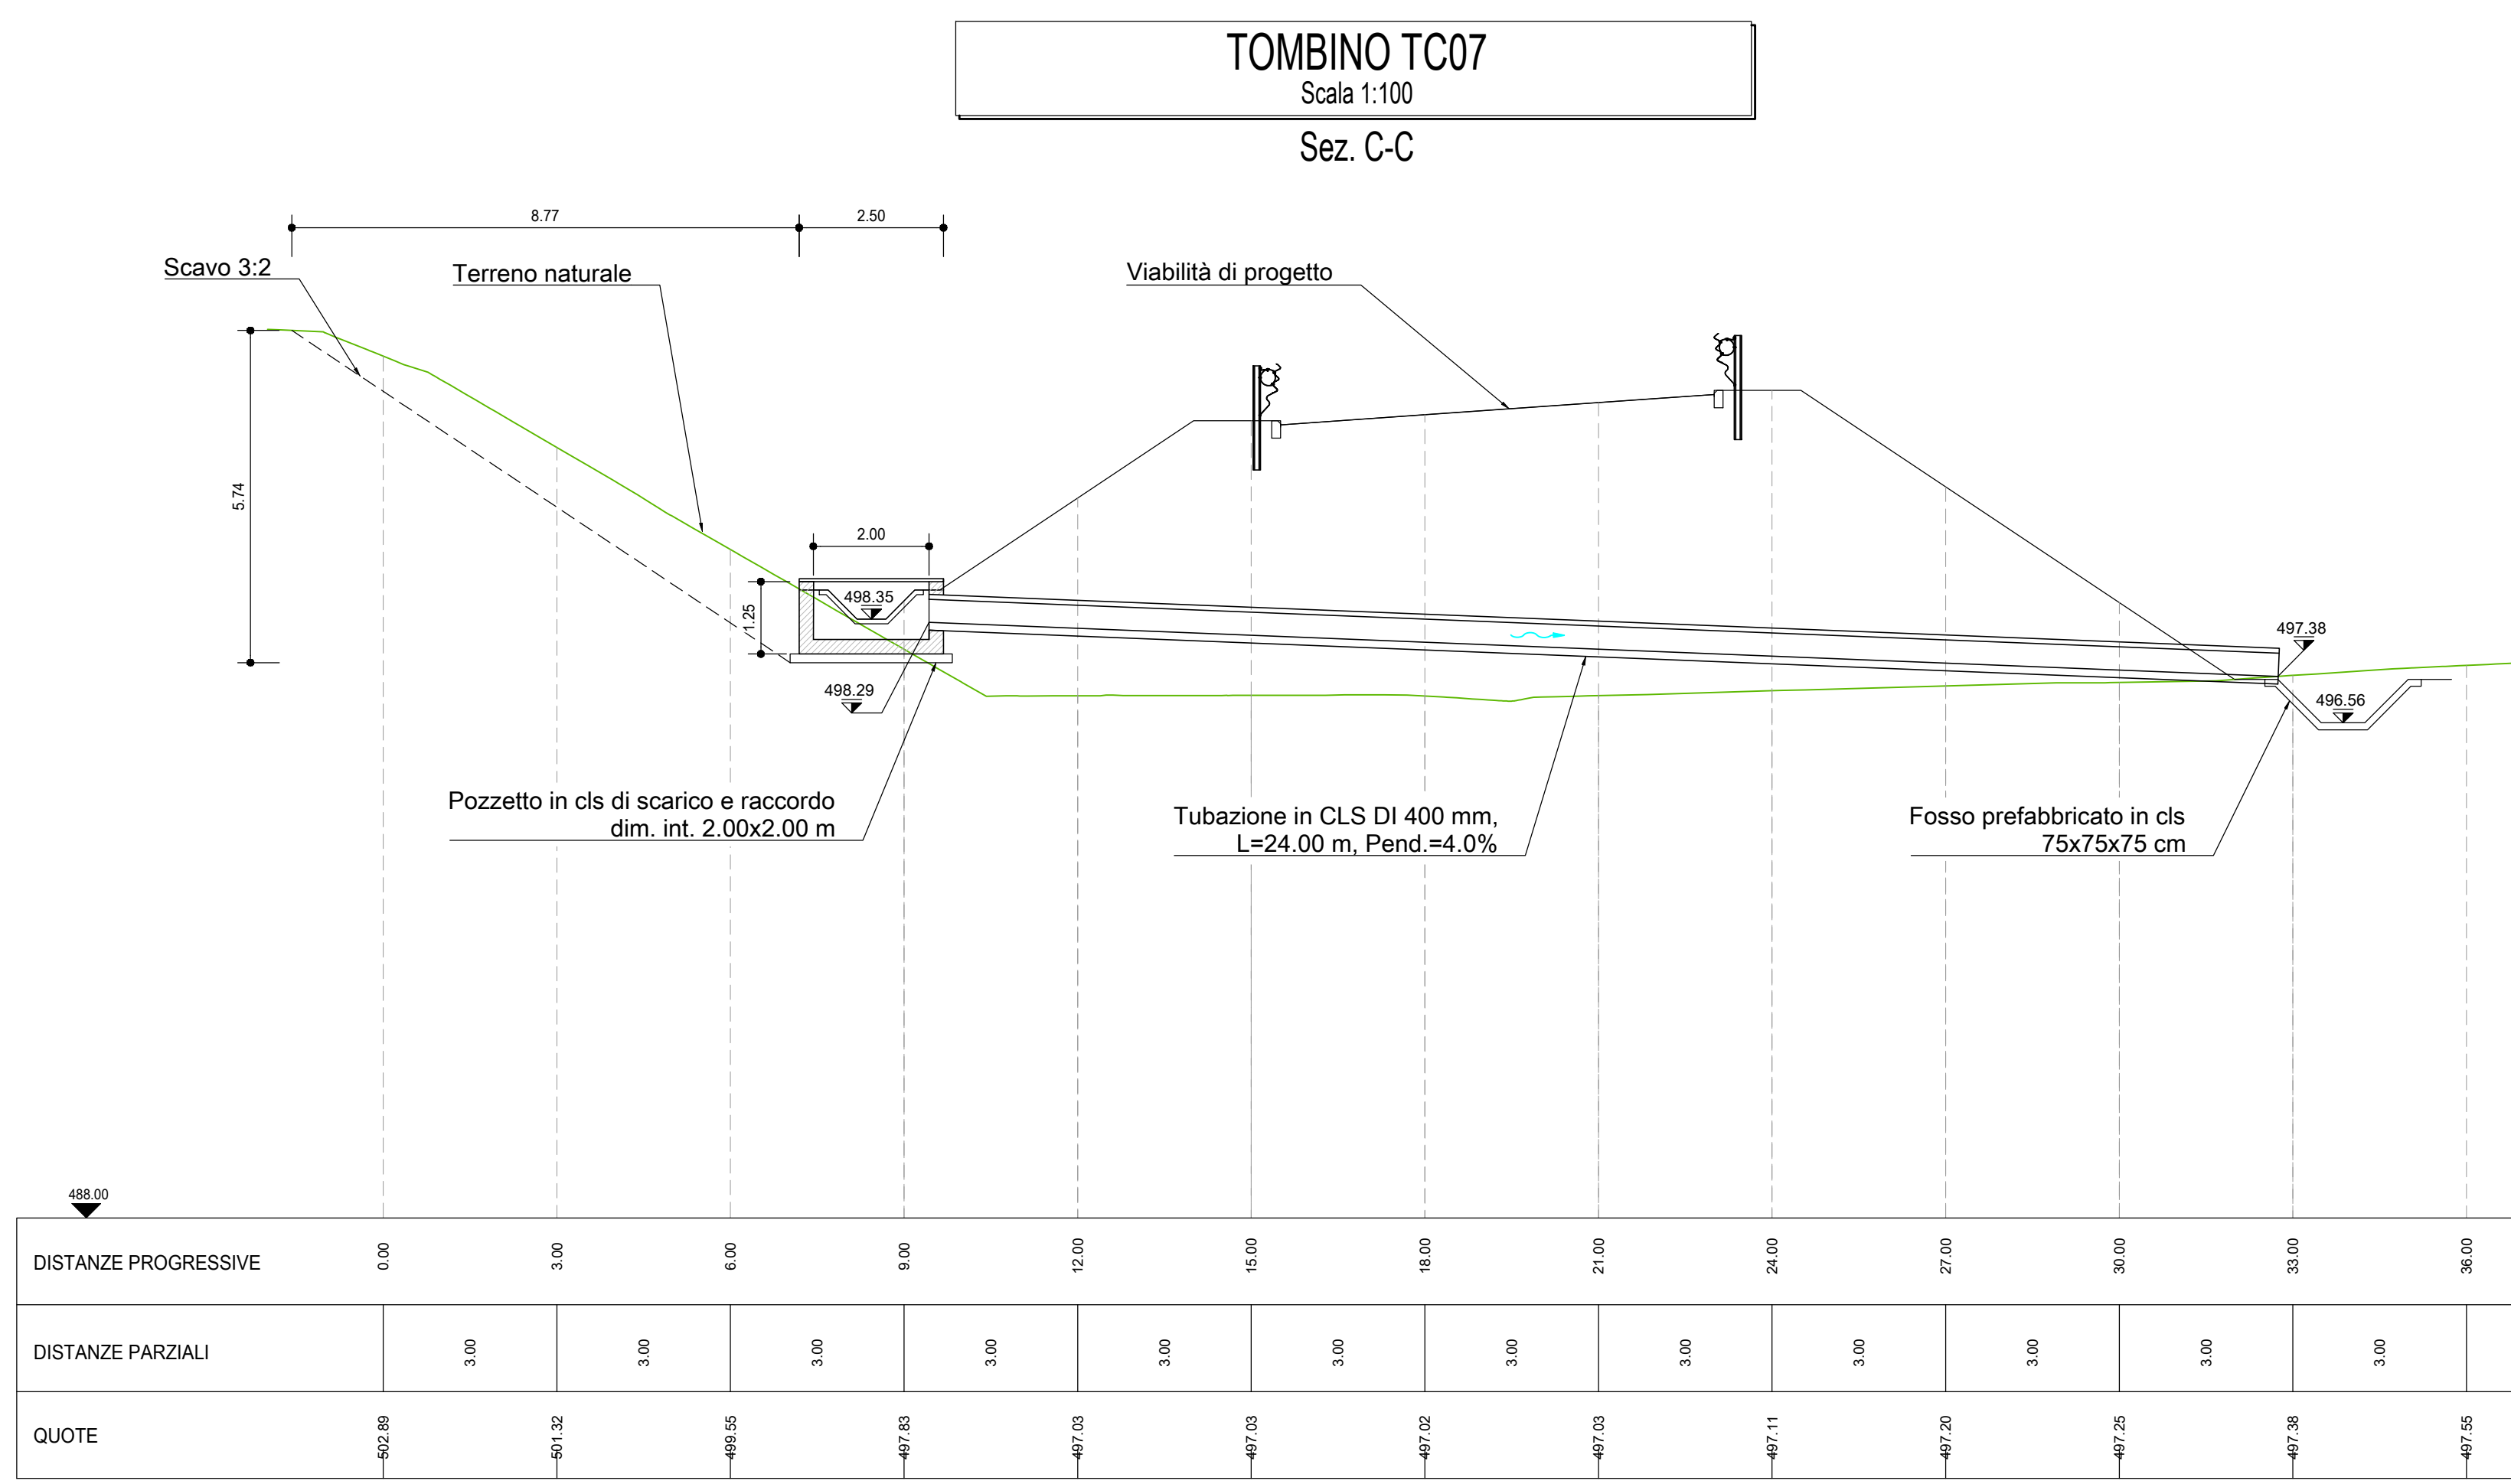 TOMBINO TC07
Scala 1:100
Sez. C-C
8.77
2.50
Scavo 3:2
Terreno naturale
Viabilità di progetto
5.74
2.00
1.25
498.35
498.29
497.38
496.56
Pozzetto in cls di scarico e raccordo
dim. int. 2.00x2.00 m
Tubazione in CLS DI 400 mm,
L=24.00 m, Pend.=4.0%
Fosso prefabbricato in cls
75x75x75 cm
488.00
DISTANZE PROGRESSIVE 0.00 3.00 6.00 9.00 12.00 15.00 18.00 21.00 24.00 27.00 30.00 33.00 36.00
DISTANZE PARZIALI 3.00 3.00 3.00 3.00 3.00 3.00 3.00 3.00 3.00 3.00 3.00 3.00
QUOTE 502.89 501.32 499.55 497.83 497.03 497.03 497.02 497.03 497.11 497.20 497.25 497.38 497.55